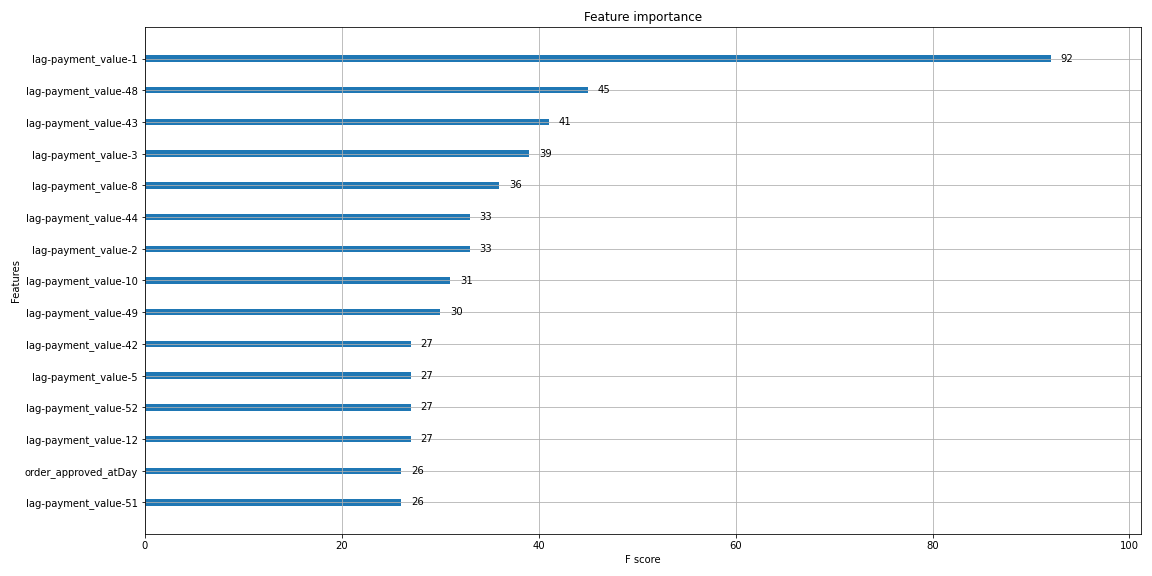 Feature importance
lag-payment_value-1 92
lag-payment_value-48 45
lag-payment_value-43 41
lag-payment_value-3 39
lag-payment_value-8 36
lag-payment_value-44 33
lag-payment_value-2 33
lag-payment_value-10 31
lag-payment_value-49 30
lag-payment_value-42 27
lag-payment_value-5 27
lag-payment_value-52 27
lag-payment_value-12 27
order_approved_atDay 26
lag-payment_value-51 26
Features
0 20 40 60 80 100
F score